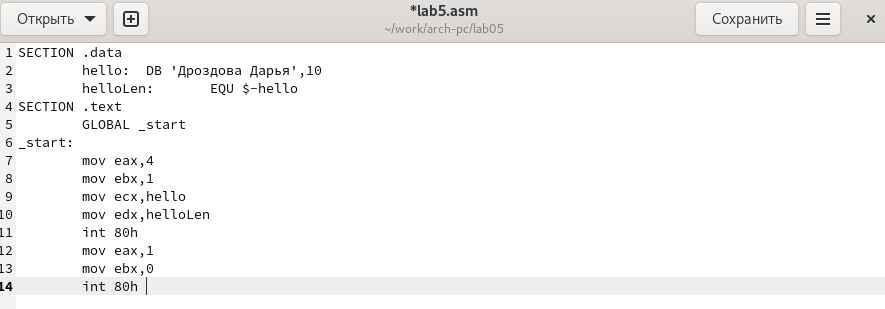 Открыть
*lab5.asm
~/work/arch-pc/lab05
Сохранить
1 SECTION .data
2 hello: DB 'Дроздова Дарья',10
3 helloLen: EQU $-hello
4 SECTION .text
5 GLOBAL _start
6 _start:
7 mov eax,4
8 mov ebx,1
9 mov ecx,hello
10 mov edx,helloLen
11 int 80h
12 mov eax,1
13 mov ebx,0
14 int 80h